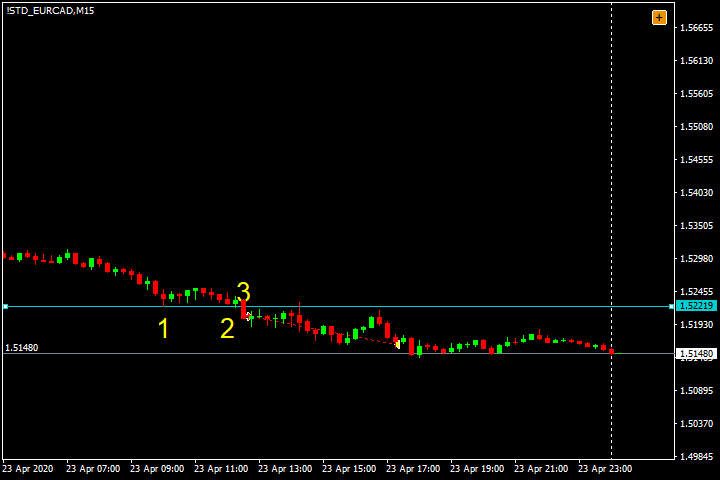 !STD_EURCAD,M15
+
1.56655
1.56130
1.55605
1.55080
1.54555
1.54030
1.53505
1.52980
1.52455
3
1.52219
1
2
1.51930
1.51480
1.51480
1.50895
1.50370
1.49845
23 Apr 2020
23 Apr 07:00
23 Apr 09:00
23 Apr 11:00
23 Apr 13:00
23 Apr 15:00
23 Apr 17:00
23 Apr 19:00
23 Apr 21:00
23 Apr 23:00